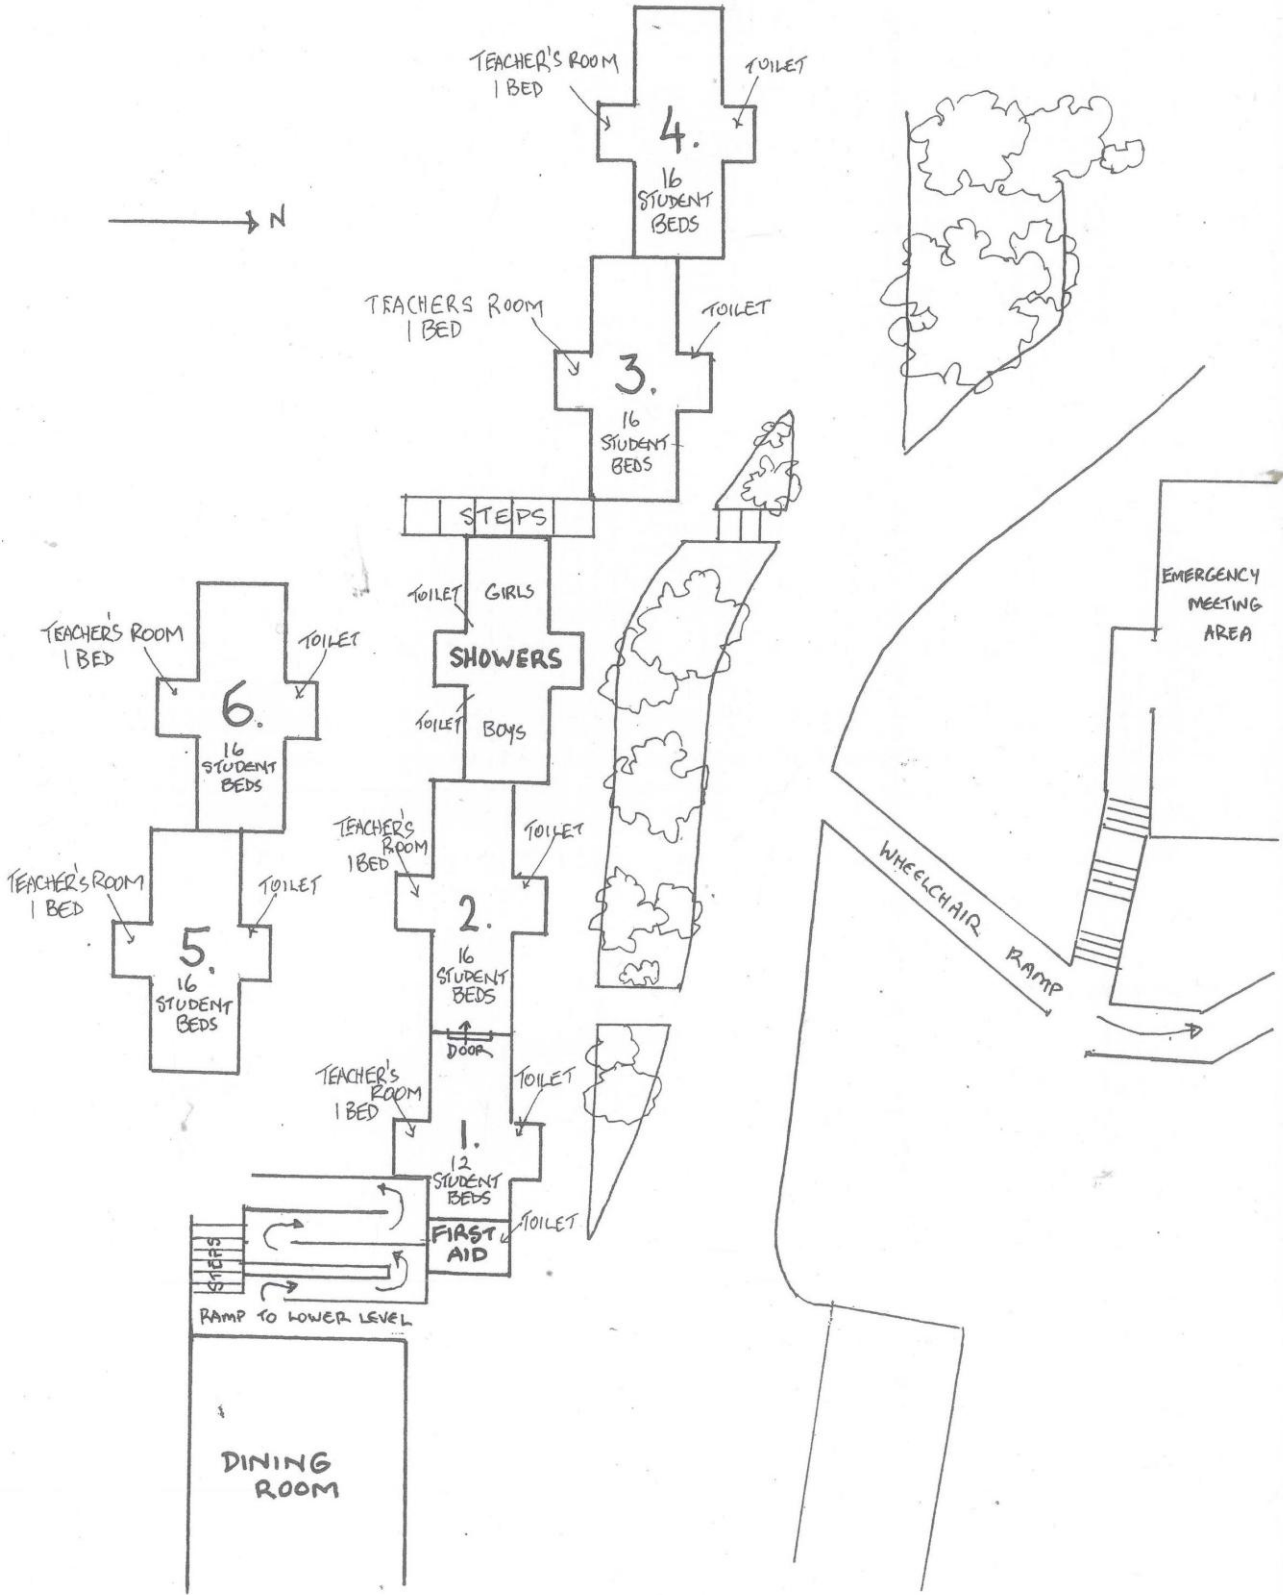 TEACHER'S ROOM
1 BED
TOILET
4.
16
STUDENT
BEDS
N
TEACHERS ROOM
1 BED
TOILET
3.
16
STUDENT
BEDS
STEPS
TOILET
GIRLS
SHOWERS
TOILET
BOYS
EMERGENCY
MEETING
AREA
TEACHER'S ROOM
1 BED
TOILET
6.
16
STUDENT
BEDS
TEACHER'S
ROOM
1 BED
TOILET
2.
16
STUDENT
BEDS
DOOR
WHEELCHAIR RAMP
TEACHER'S ROOM
1 BED
TOILET
5.
16
STUDENT
BEDS
TEACHER'S
ROOM
1 BED
TOILET
1.
12
STUDENT
BEDS
FIRST
AID
TOILET
STEPS
RAMP TO LOWER LEVEL
DINING
ROOM